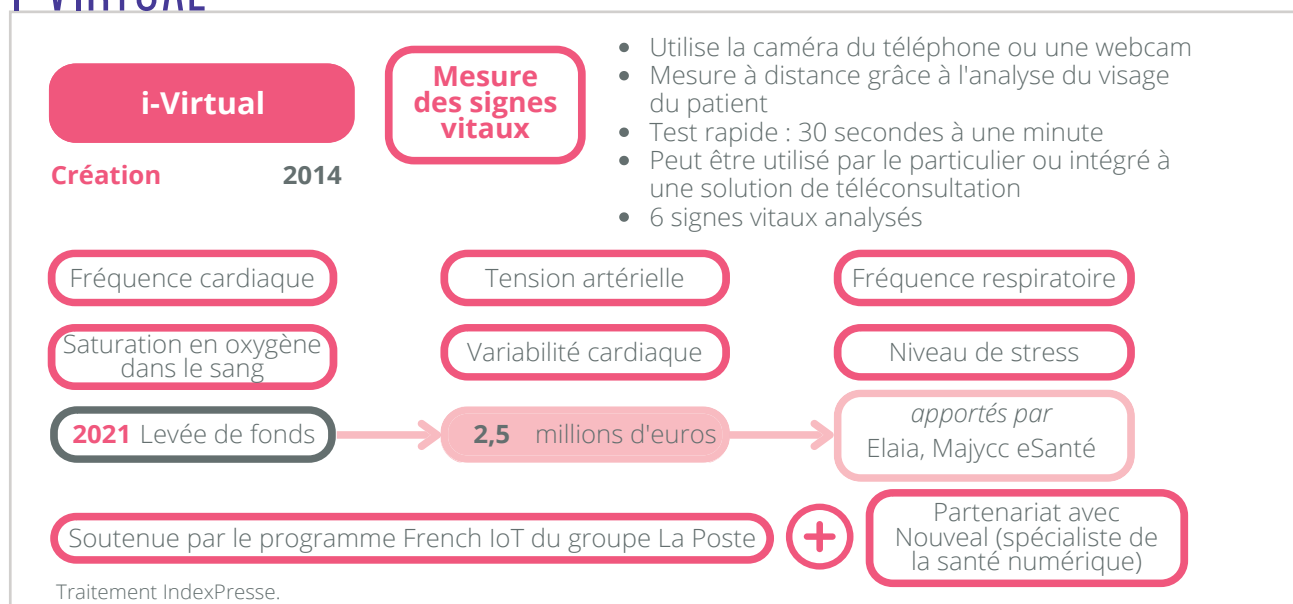 i-Virtual
Mesure
des signes
vitaux
Création 2014
• Utilise la caméra du téléphone ou une webcam
• Mesure à distance grâce à l'analyse du visage
du patient
• Test rapide : 30 secondes à une minute
• Peut être utilisé par le particulier ou intégré à
une solution de téléconsultation
• 6 signes vitaux analysés
Fréquence cardiaque
Tension artérielle
Fréquence respiratoire
Saturation en oxygène
dans le sang
Variabilité cardiaque
Niveau de stress
2021 Levée de fonds
2,5 millions d'euros
apportés par
Elaia, Majycc eSanté
Soutenue par le programme French IoT du groupe La Poste
+
Partenariat avec
Nouveal (spécialiste de
la santé numérique)
Traitement IndexPresse.